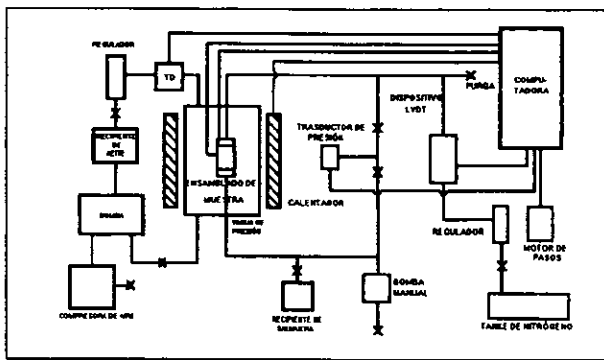 REGULADOR
TD
RECIPIENTE
DE
ACEITE
BOMBA
COMPRESORA DE AIRE
ENSAMBLADO DE
MUESTRA
CALENTADOR
PRESIÓN
RECIPIENTE DE
SALMUERA
TRASDUCTOR DE
PRESIÓN
DISPOSITIVO
LVDT
PURGA
COMPU-
TADORA
REGULADOR
MOTOR DE
PASOS
BOMBA
MANUAL
TANQUE DE NITRÓGENO